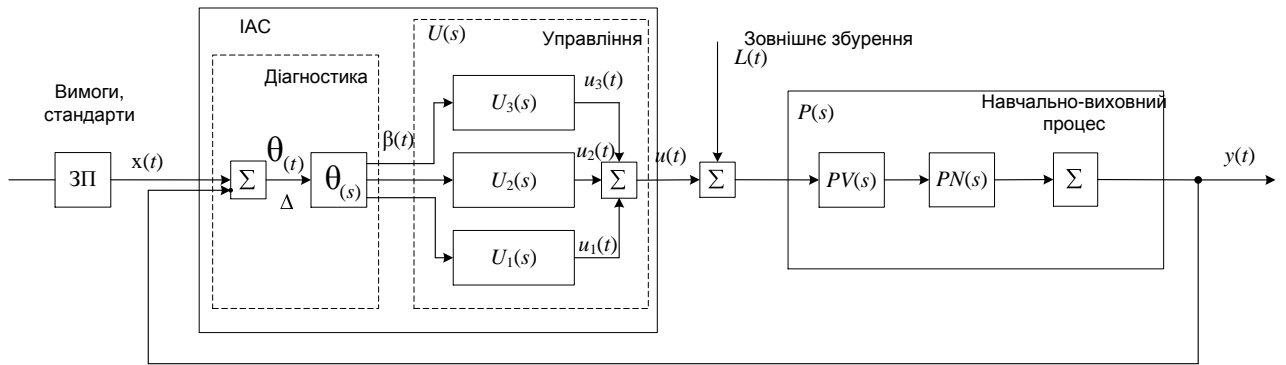 ІАС
U(s)
Управління
Зовнішнє збурення
L(t)
Діагностика
Вимоги,
стандарти
u3(t)
U3(s)
P(s)
Навчально-виховний
процес
β(t)
ЗП
x(t)
Σ
θ(t)
Δ
θ(s)
U2(s)
u2(t)
Σ
u(t)
Σ
PV(s)
PN(s)
Σ
y(t)
U1(s)
u1(t)